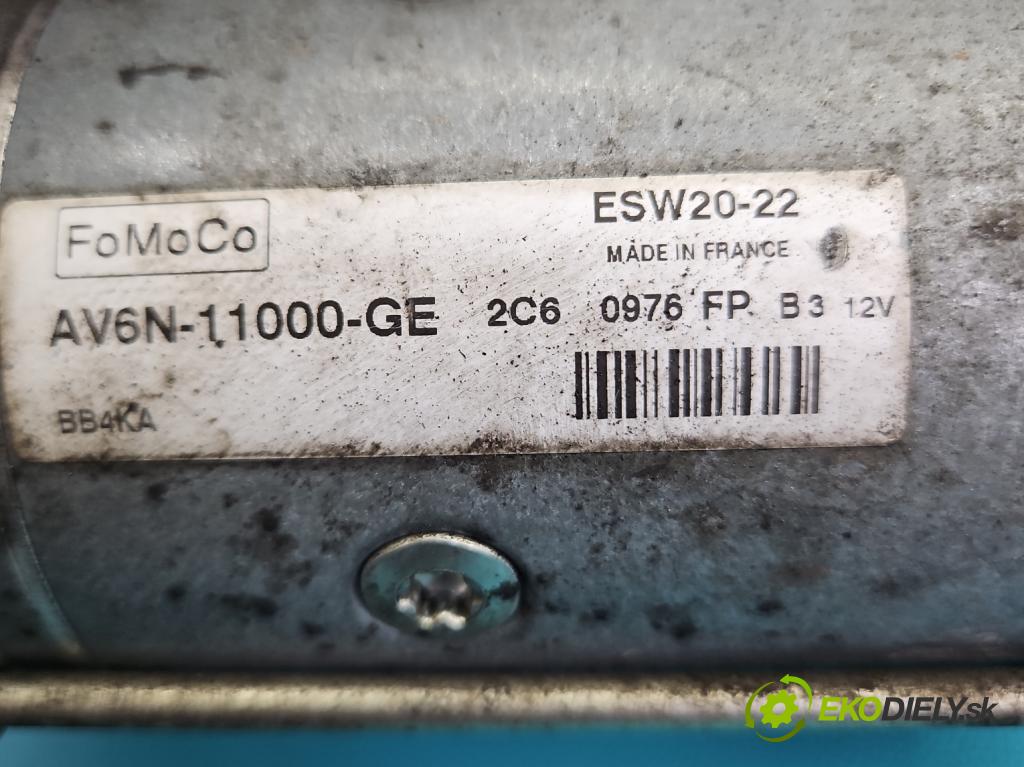 FoMoCo
ESW20-22
MADE IN FRANCE
AV6N-11000-GE 2C6 0976 FP B3 12V
BB4KA
EKODIELY.sk